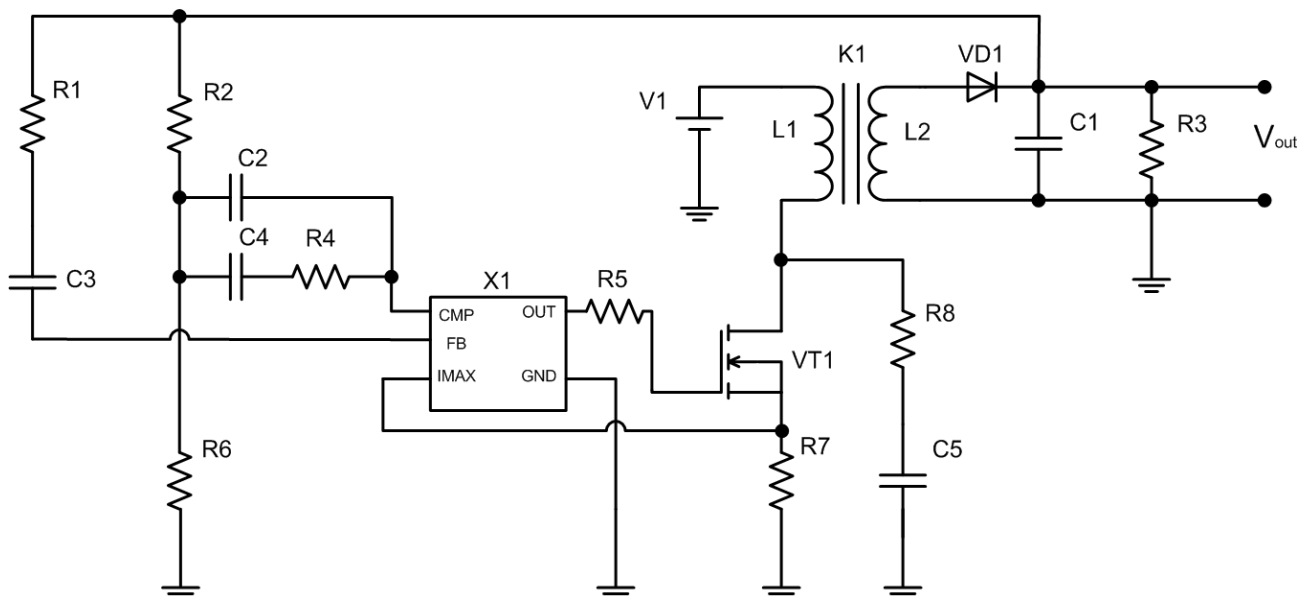 K1
VD1
R1
R2
V1
L1
L2
C1
R3
Vout
C2
C4
R4
C3
X1
R5
CMP
OUT
FB
IMAX
GND
VT1
R8
R6
R7
C5